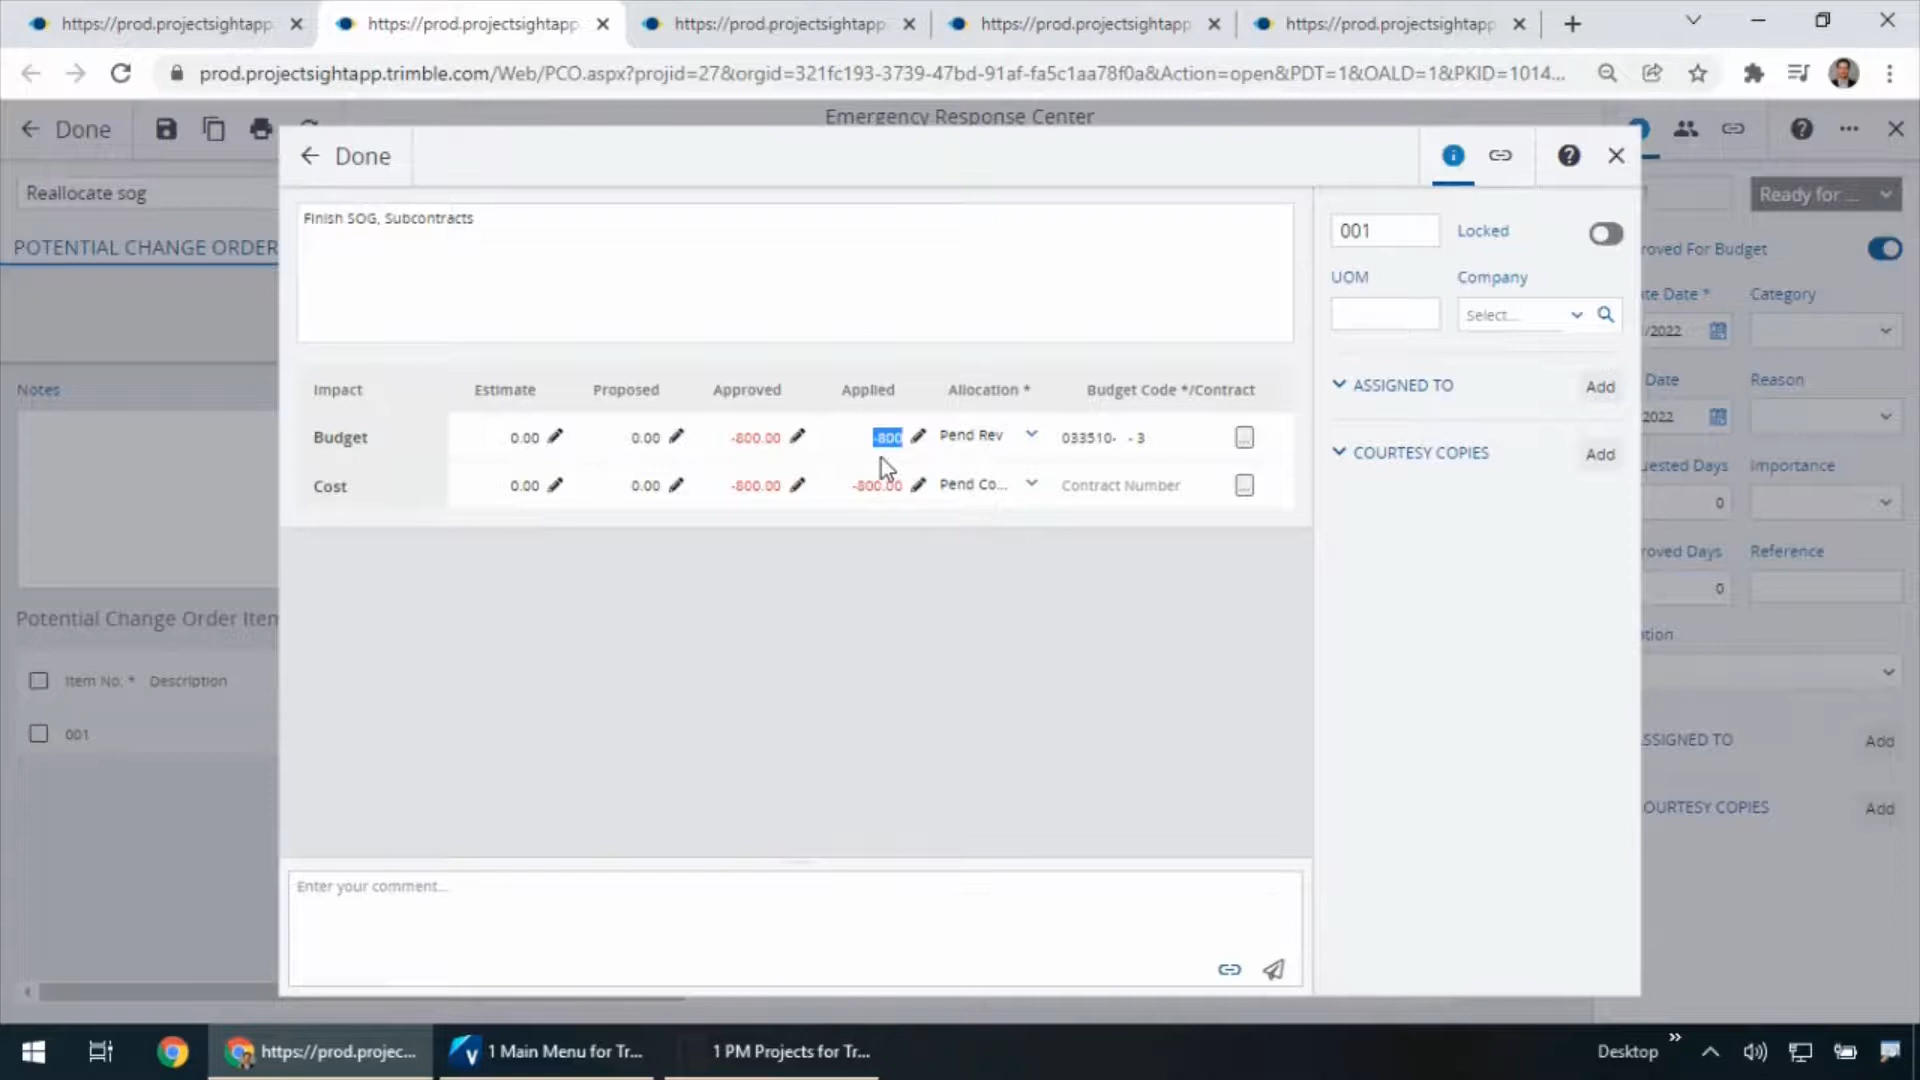 https://prod.projectsightapp
https://prod.projectsightapp
https://prod.projectsightapp
https://prod.projectsightapp
https://prod.projectsightapp
prod.projectsightapp.trimble.com/Web/PCO.aspx?projid=27&orgid=321fc193-3739-47bd-91af-fa5c1aa78f0a&Action=open&PDT=1&OALD=1&PKID=1014...
Emergency Response Center
Done
Done
Reallocate sog
Ready for ...
Finish SOG, Subcontracts
001
Locked
POTENTIAL CHANGE ORDER
roved For Budget
UOM
Company
te Date *
Category
Select...
/2022
Notes
Impact
Estimate
Proposed
Approved
Applied
Allocation *
Budget Code */Contract
ASSIGNED TO
Add
Date
Reason
2022
Budget
0.00
0.00
-800.00
-800
Pend Rev
033510- - 3
COURTESY COPIES
Add
uested Days
Importance
Cost
0.00
0.00
-800.00
-800.00
Pend Co...
Contract Number
0
roved Days
Reference
0
Potential Change Order Iten
tion
Item No. *
Description
001
SSIGNED TO
Add
OURTESY COPIES
Add
Enter your comment...
https://prod.projec...
1 Main Menu for Tr...
1 PM Projects for Tr...
Desktop